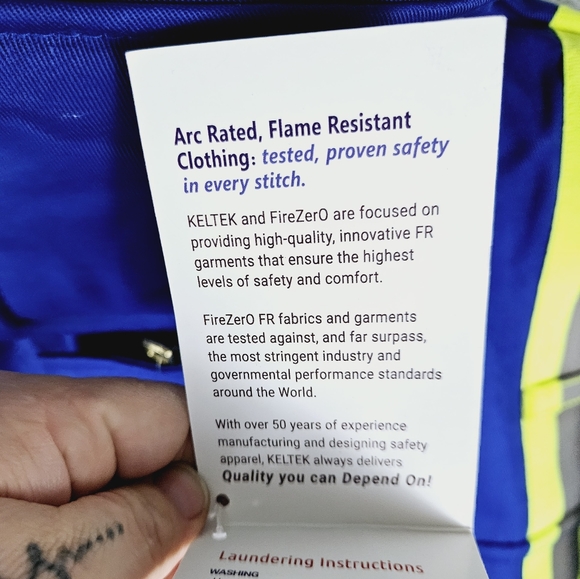 Arc Rated, Flame Resistant
Clothing: tested, proven safety
in every stitch.
KELTEK and FireZerO are focused on
providing high-quality, innovative FR
garments that ensure the highest
levels of safety and comfort.
FireZerO FR fabrics and garments
are tested against, and far surpass,
the most stringent industry and
governmental performance standards
around the World.
With over 50 years of experience
manufacturing and designing safety
apparel, KELTEK always delivers
Quality you can Depend On!
Laundering Instructions
WASHING